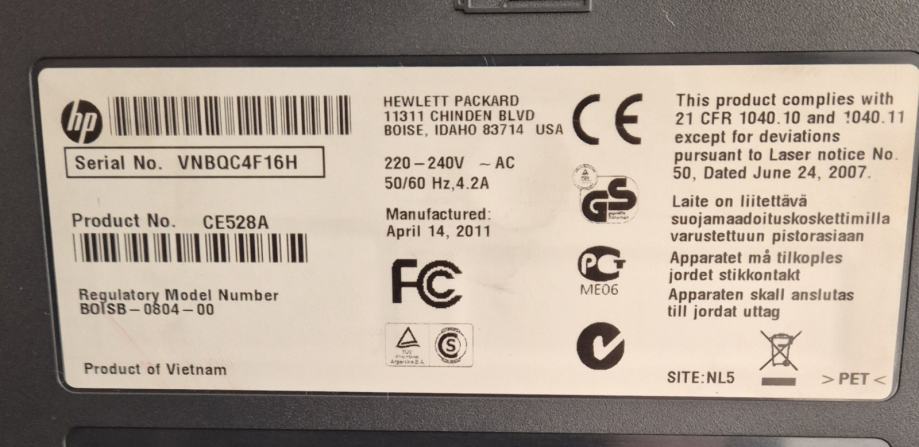 hp
Serial No. VNBQC4F16H
Product No. CE528A
Regulatory Model Number
BOISB-0804-00
Product of Vietnam
HEWLETT PACKARD
11311 CHINDEN BLVD
BOISE, IDAHO 83714 USA
220-240V ~ AC
50/60 Hz,4.2A
Manufactured:
April 14, 2011
FC
TÜV
Argentina S.A.
S
CE
GS
PCT
ME06
This product complies with
21 CFR 1040.10 and 1040.11
except for deviations
pursuant to Laser notice No.
50, Dated June 24, 2007.
Laite on liitettävä
suojamaadoituskoskettimilla
varustettuun pistorasiaan
Apparatet må tilkoples
jordet stikkontakt
Apparaten skall anslutas
till jordat uttag
SITE:NL5
> PET <